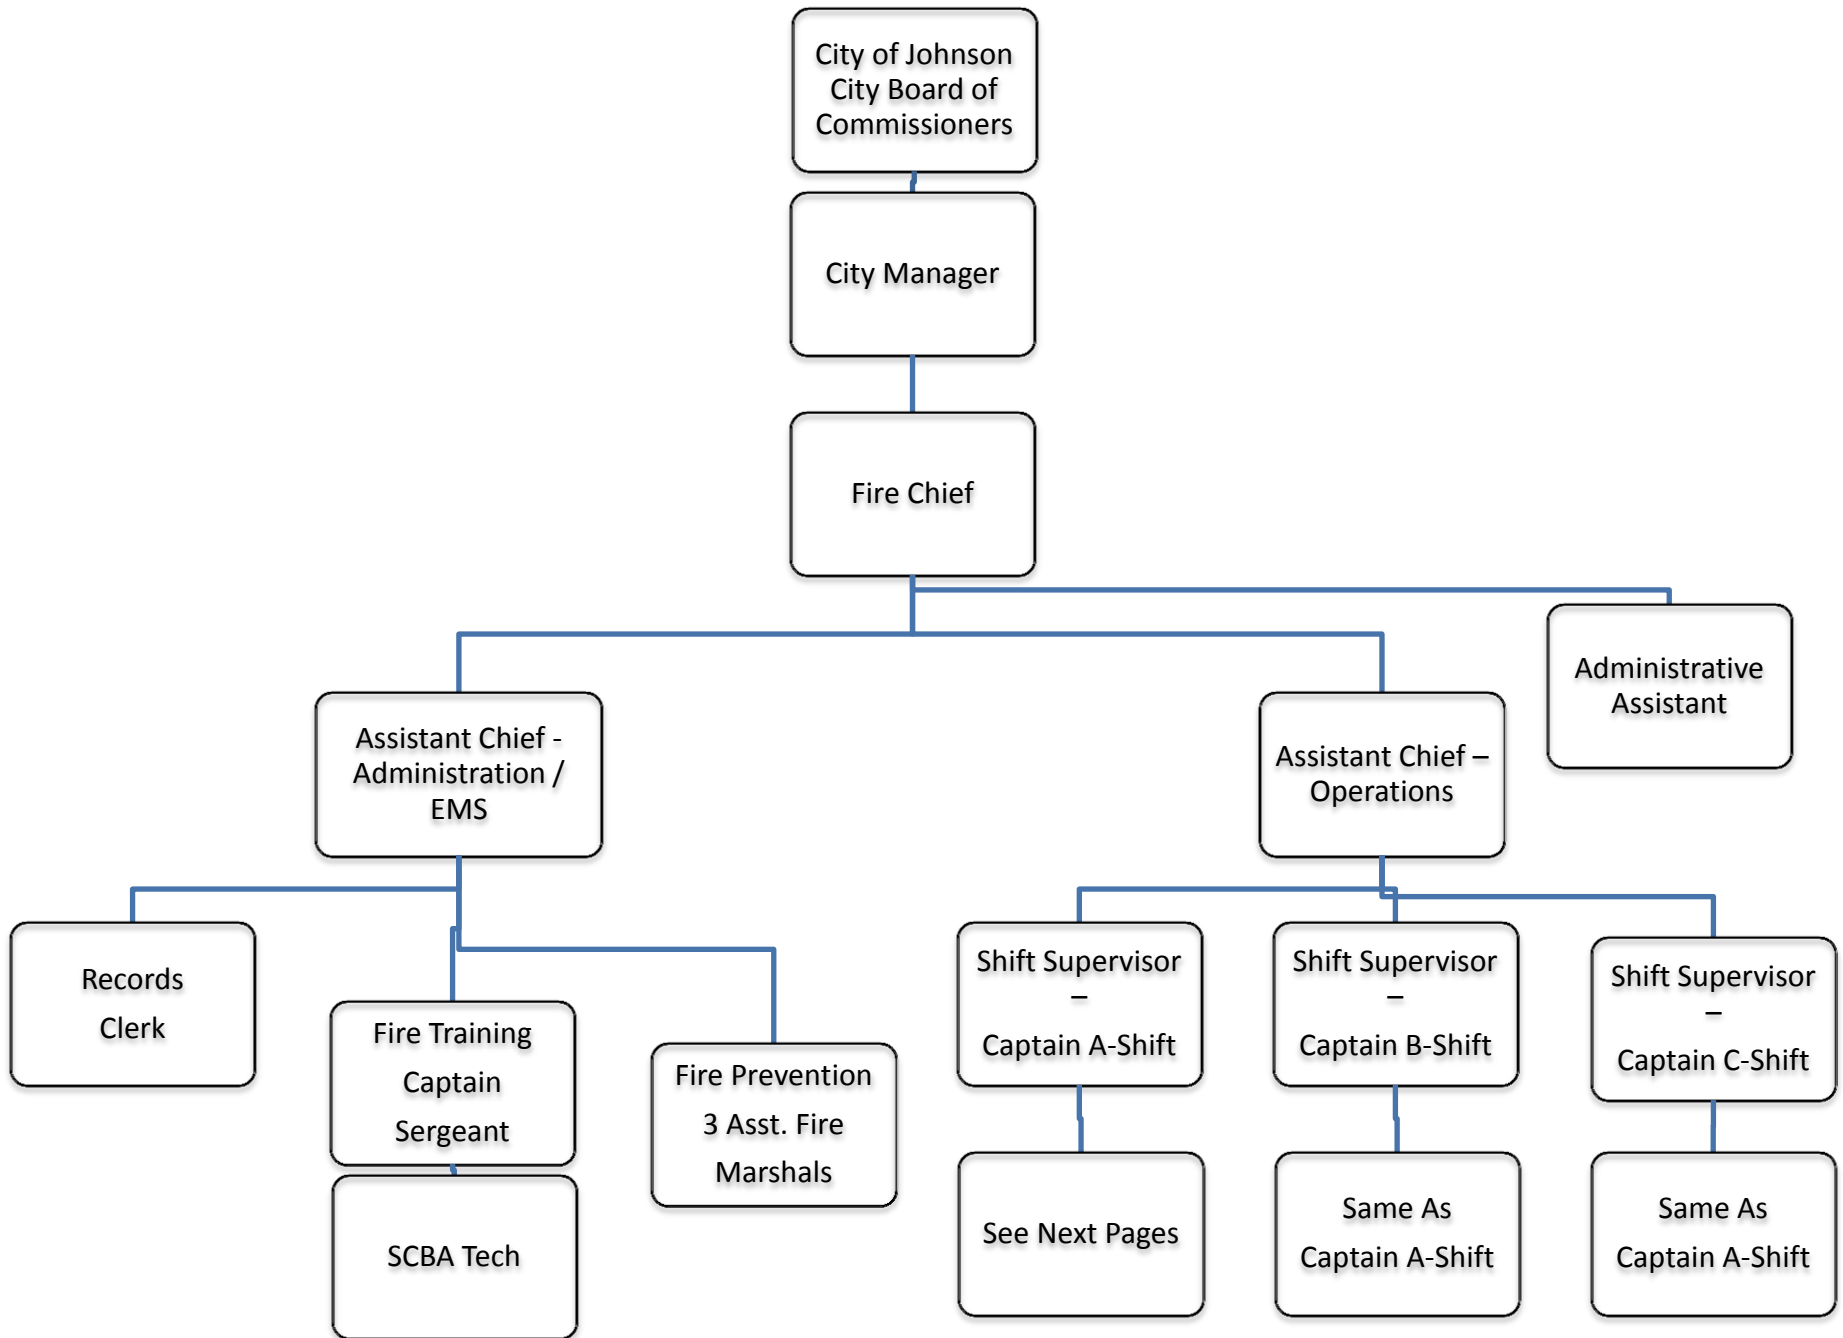 City of Johnson
City Board of
Commissioners
City Manager
Fire Chief
Administrative
Assistant
Assistant Chief -
Administration /
EMS
Assistant Chief –
Operations
Records
Clerk
Fire Training
Captain
Sergeant
SCBA Tech
Fire Prevention
3 Asst. Fire
Marshals
Shift Supervisor
–
Captain A-Shift
See Next Pages
Shift Supervisor
–
Captain B-Shift
Same As
Captain A-Shift
Shift Supervisor
–
Captain C-Shift
Same As
Captain A-Shift